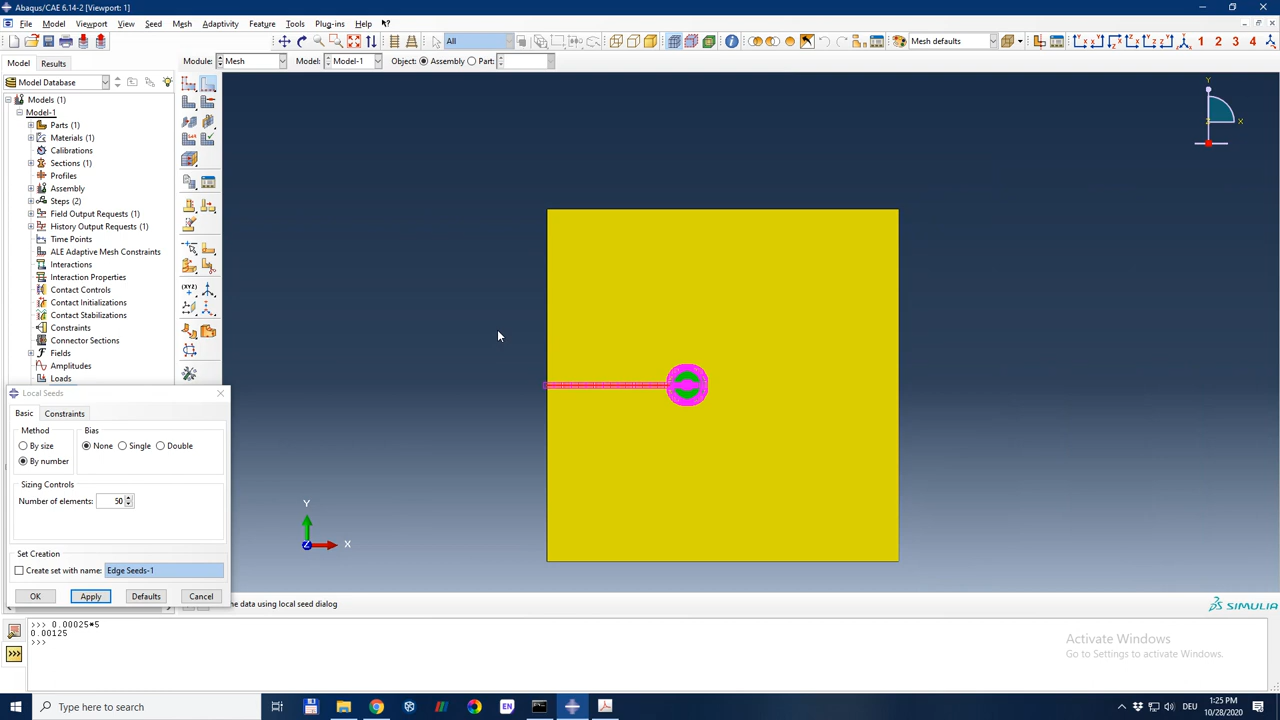 Abaqus/CAE 6.14-2 [Viewport: 1]
File Model Viewport View Seed Mesh Adaptivity Feature Tools Plug-ins Help
All
Mesh defaults
1 2 3 4
Model Results
Module: Mesh Model: Model-1 Object: Assembly Part:
Model Database
Models (1)
Model-1
Parts (1)
Materials (1)
Calibrations
Sections (1)
Profiles
Assembly
Steps (2)
Field Output Requests (1)
History Output Requests (1)
Time Points
ALE Adaptive Mesh Constraints
Interactions
Interaction Properties
Contact Controls
Contact Initializations
Contact Stabilizations
Constraints
Connector Sections
Fields
Amplitudes
Loads
(XYZ)
Y
X
Z
Local Seeds
Basic Constraints
Method Bias
By size None Single Double
By number
Sizing Controls
Number of elements: 50
Set Creation
Create set with name: Edge Seeds-1
OK Apply Defaults Cancel
Y
Z X
e data using local seed dialog
SIMULIA
>>> 0.00025*5
0.00125
>>>
>>>
Activate Windows
Go to Settings to activate Windows.
Type here to search
EN
DEU
1:25 PM
10/28/2020